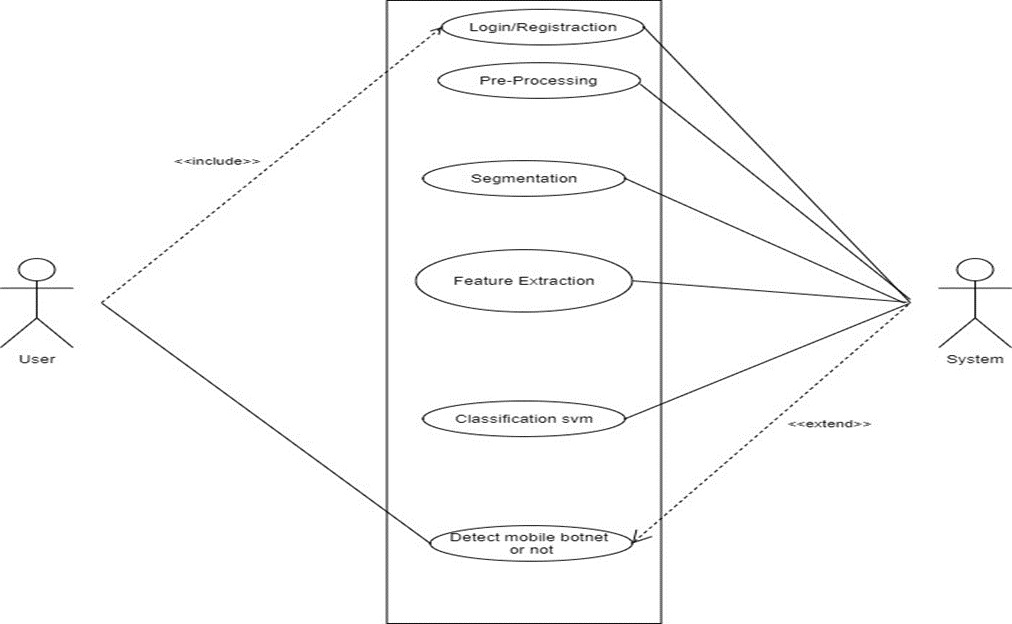 Login/Registraction
Pre-Processing
<<include>>
Segmentation
Feature Extraction
User
System
Classification svm
<<extend>>
Detect mobile botnet
or not